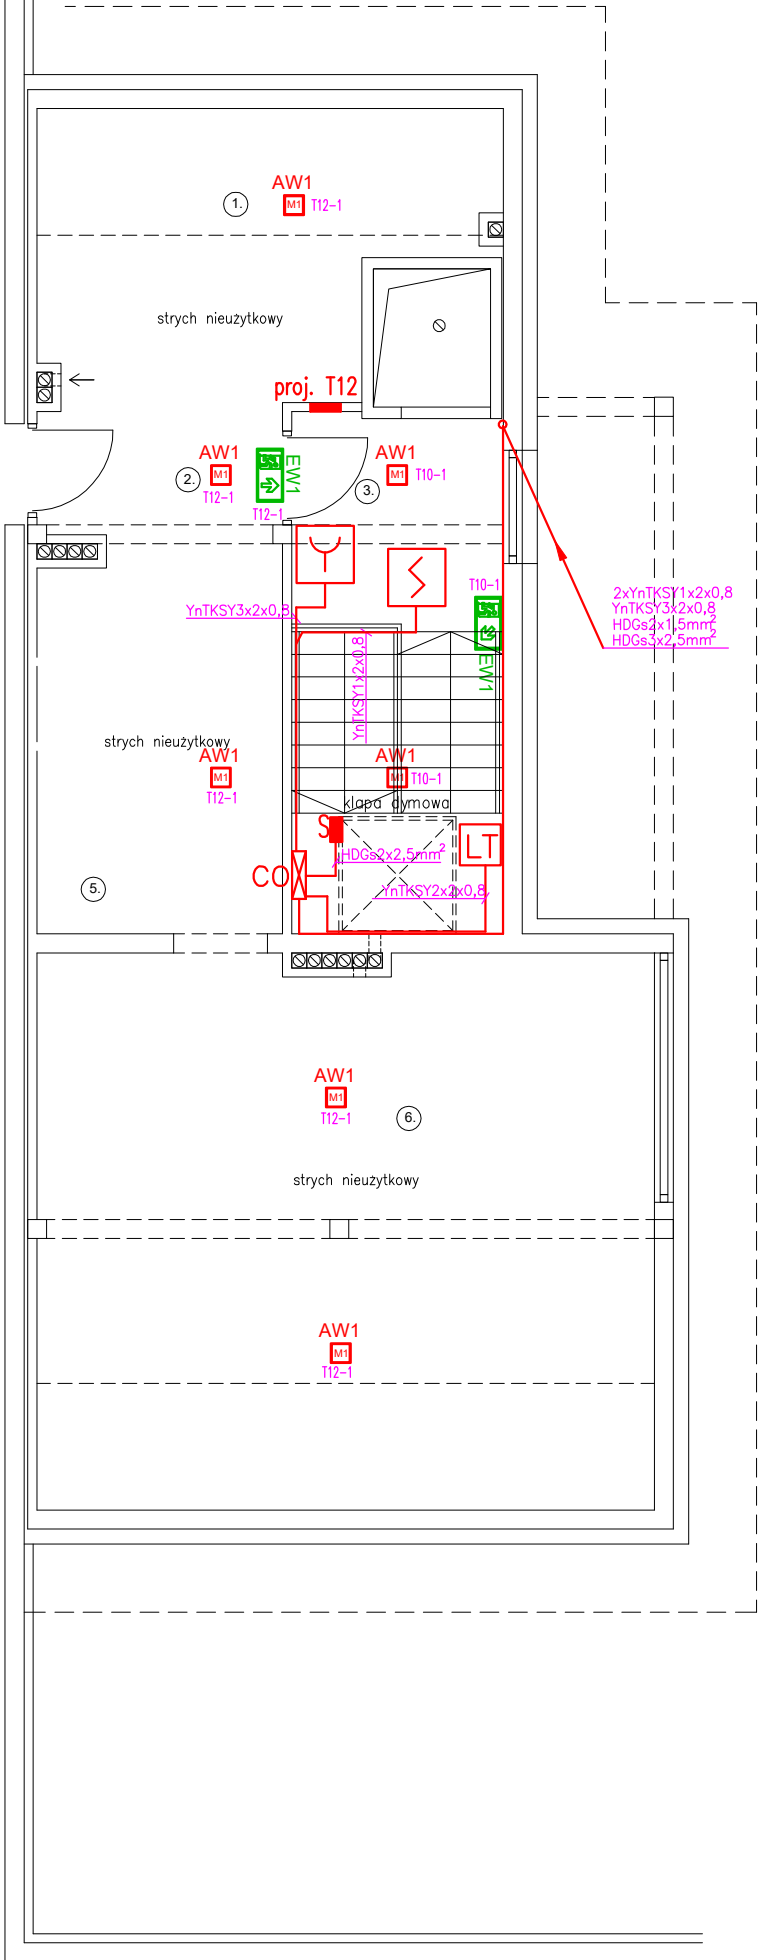 AW1
1.
M1
T12-1
strych nieużytkowy
proj. T12
AW1
2.
M1
T12-1
EW1
T12-1
AW1
M1
T10-1
3.
T10-1
EW1
2xYnTKSY1x2x0,8
YnTKSY3x2x0,8
HDGs2x1,5mm²
HDGs3x2,5mm²
YnTKSY3x2x0,8
YnTKSY1x2x0,8
strych nieużytkowy
AW1
M1
T12-1
AW1
M1
T10-1
klapa dymowa
S
LT
HDGs2x2,5mm²
CO
YnTKSY2x2x0,8
5.
AW1
M1
T12-1
6.
strych nieużytkowy
AW1
M1
T12-1